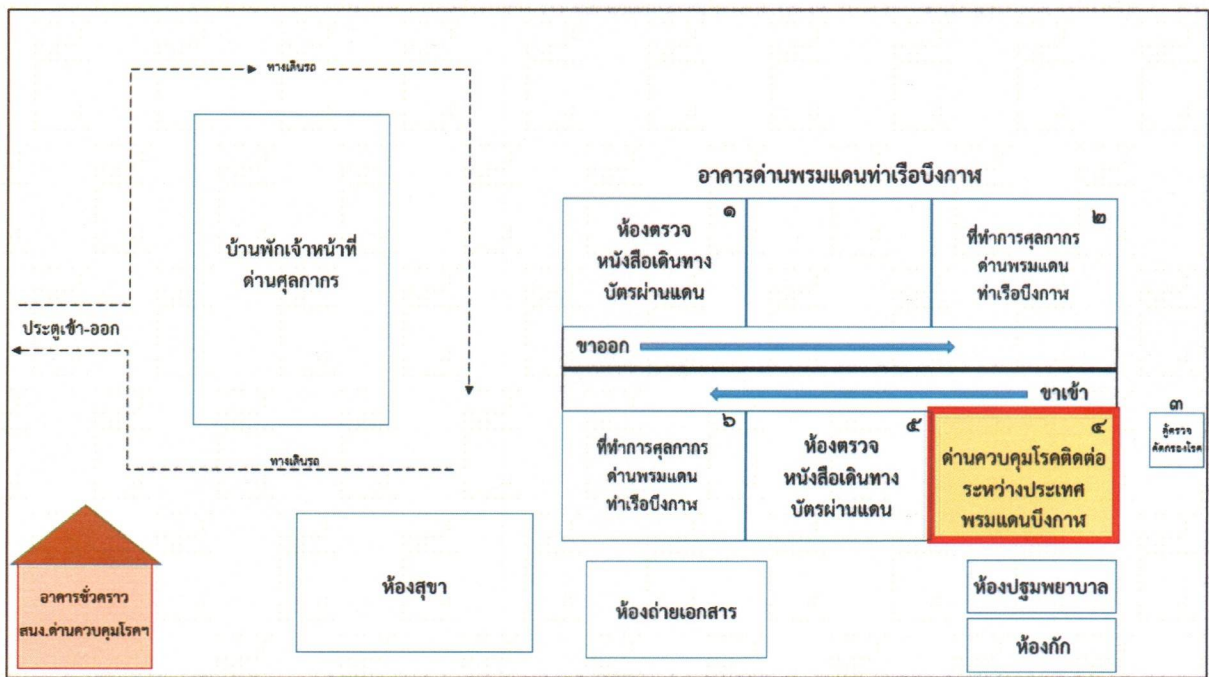 ทางเดินรถ
อาคารด่านพรมแดนท่าเรือบึงกาฬ
๑
ห้องตรวจ
หนังสือเดินทาง
บัตรผ่านแดน
๒
ที่ทำการศุลกากร
ด่านพรมแดน
ท่าเรือบึงกาฬ
บ้านพักเจ้าหน้าที่
ด่านศุลกากร
ประตูเข้า-ออก
ขาออก
ขาเข้า
๓
ตู้ตรวจ
คัดกรองโรค
๖
ที่ทำการศุลกากร
ด่านพรมแดน
ท่าเรือบึงกาฬ
๕
ห้องตรวจ
หนังสือเดินทาง
บัตรผ่านแดน
๔
ด่านควบคุมโรคติดต่อ
ระหว่างประเทศ
พรมแดนบึงกาฬ
ทางเดินรถ
อาคารชั่วคราว
สนง.ด่านควบคุมโรคฯ
ห้องสุขา
ห้องถ่ายเอกสาร
ห้องปฐมพยาบาล
ห้องกัก